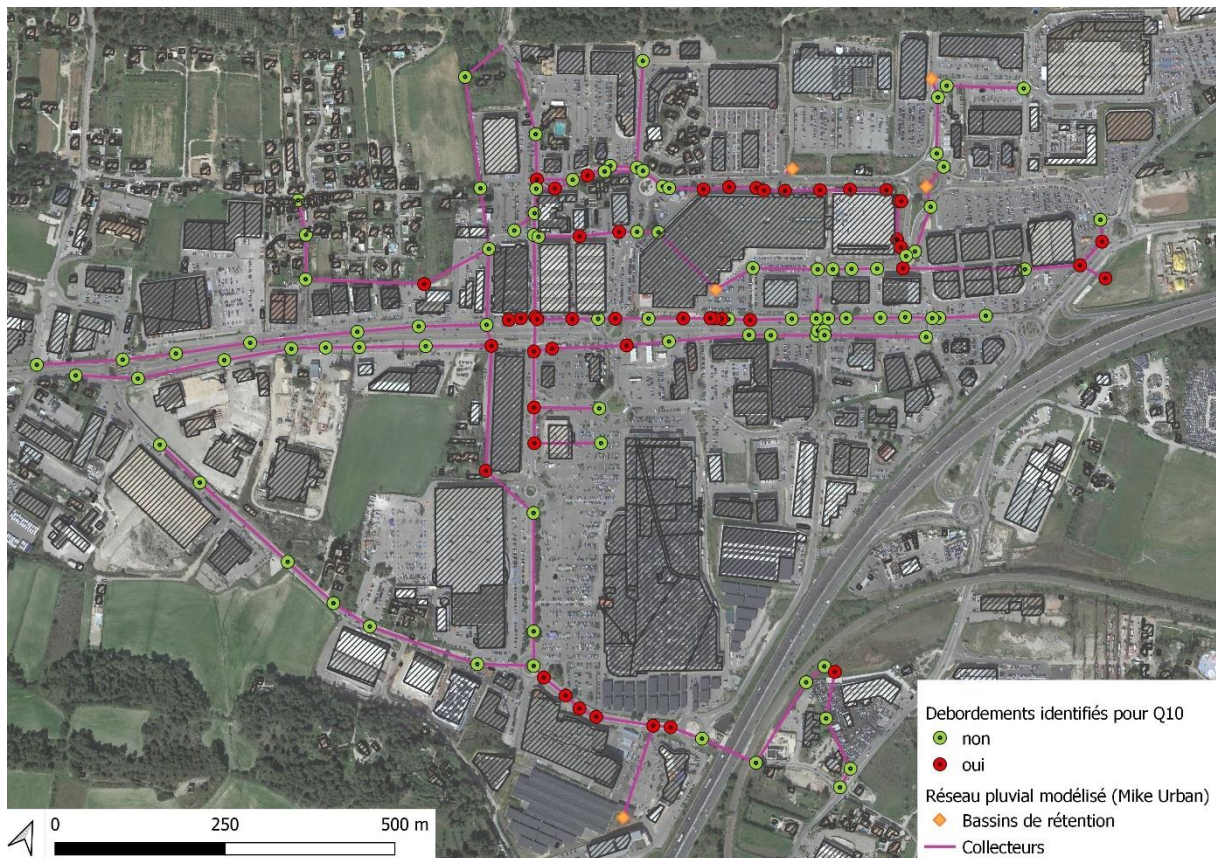 Debordements identifiés pour Q10
non
oui
Réseau pluvial modélisé (Mike Urban)
Bassins de rétention
Collecteurs
0 250 500 m